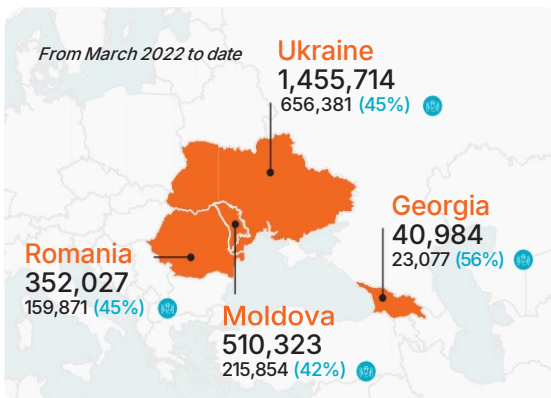 From March 2022 to date
Ukraine
1,455,714
656,381 (45%)
Georgia
40,984
23,077 (56%)
Romania
352,027
159,871 (45%)
Moldova
510,323
215,854 (42%)